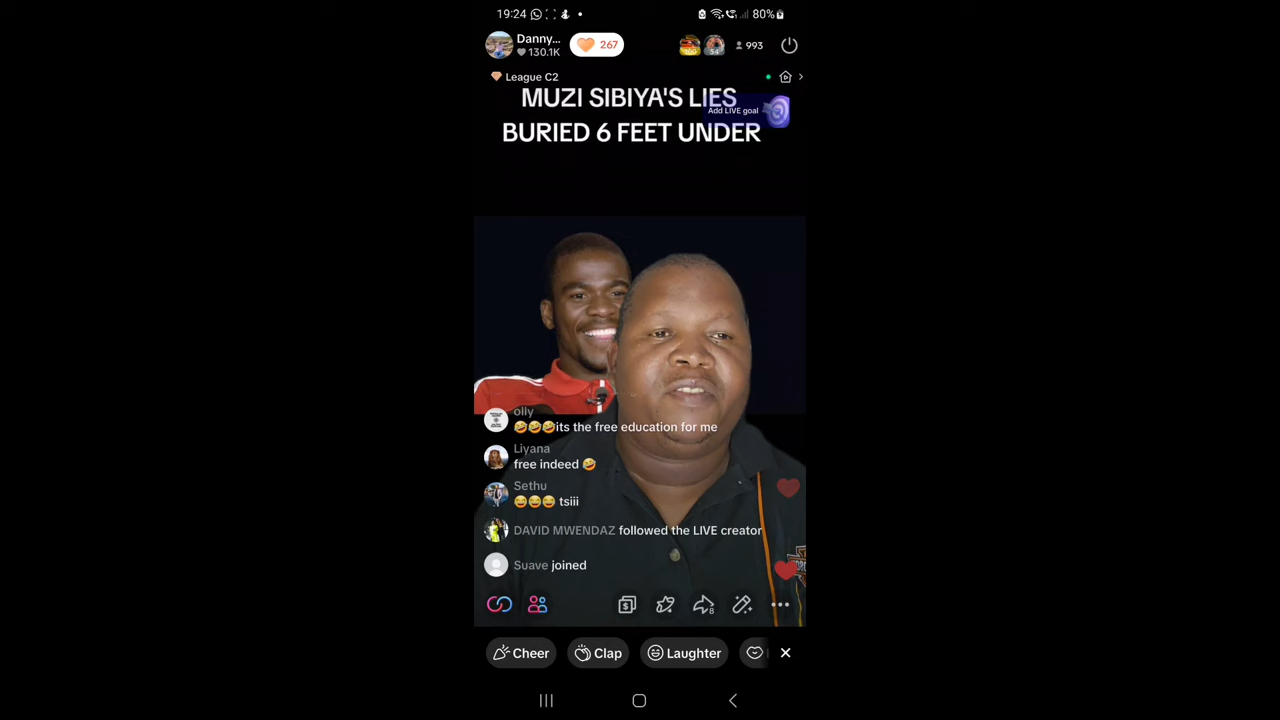 19:24
80%
Danny...
130.1K
267
993
League C2
MUZI SIBIYA'S LIES
Add LIVE goal
BURIED 6 FEET UNDER
olly
🤣🤣🤣its the free education for me
Liyana
free indeed 🤣
Sethu
😂😂😂 tsiii
DAVID MWENDAZ followed the LIVE creator
Suave joined
8
Cheer
Clap
Laughter